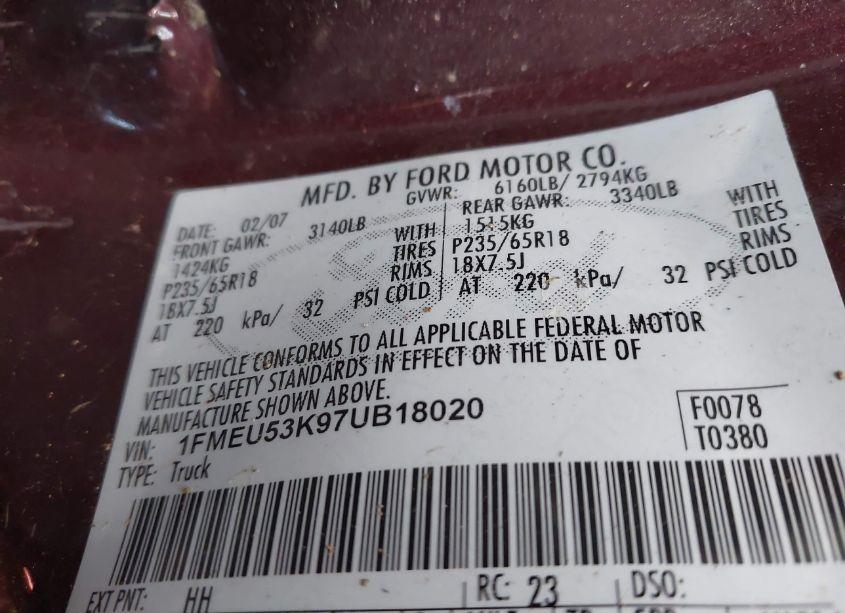 MFD. BY FORD MOTOR CO.
DATE: 02/07 GVWR: 6160LB/ 2794KG
FRONT GAWR: 3140LB REAR GAWR: 3340LB
1424KG WITH 1515KG WITH
P235/65R18 TIRES P235/65R18 TIRES
18X7.5J RIMS 18X7.5J RIMS
AT 220 kPa/ 32 PSI COLD AT 220 kPa/ 32 PSI COLD
THIS VEHICLE CONFORMS TO ALL APPLICABLE FEDERAL MOTOR
VEHICLE SAFETY STANDARDS IN EFFECT ON THE DATE OF
MANUFACTURE SHOWN ABOVE.
VIN: 1FMEU53K97UB18020 F0078
TYPE: Truck T0380
EXT PNT: HH RC: 23 DSO: